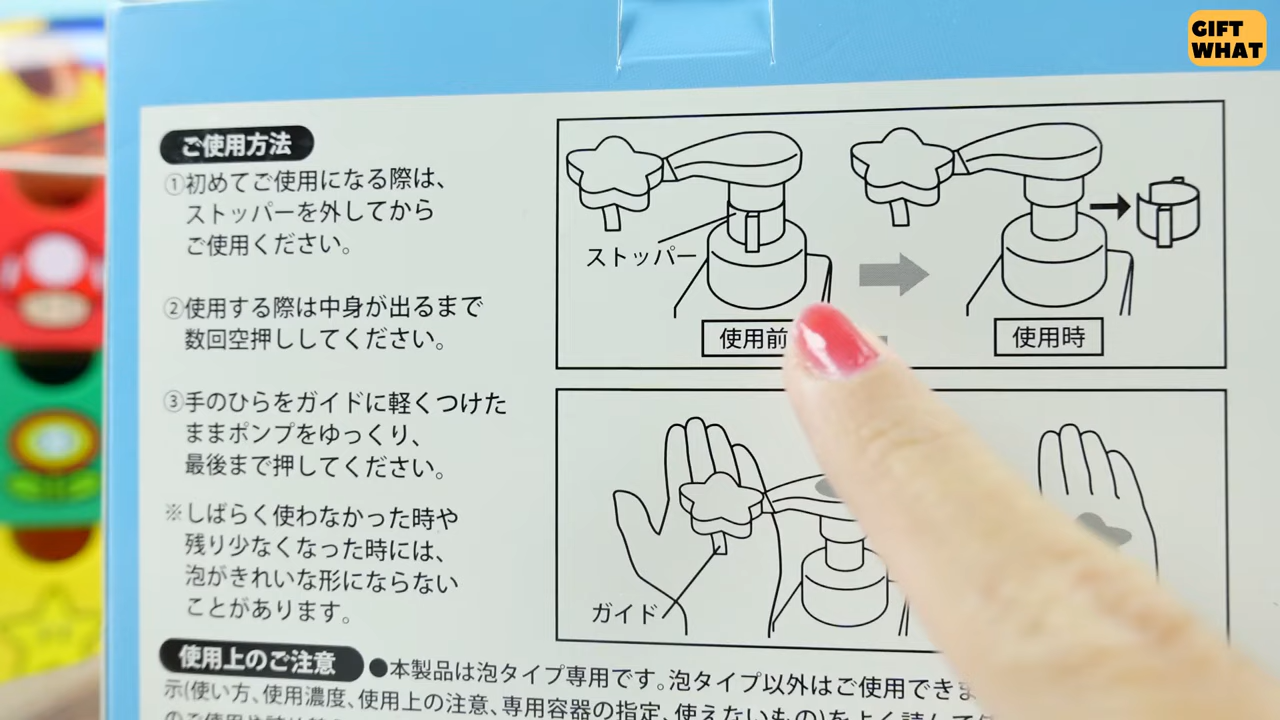 GIFT
WHAT
ご使用方法
①初めてご使用になる際は、
ストッパーを外してから
ご使用ください。
②使用する際は中身が出るまで
数回空押ししてください。
③手のひらをガイドに軽くつけた
ままポンプをゆっくり、
最後まで押してください。
※しばらく使わなかった時や
残り少なくなった時には、
泡がきれいな形にならない
ことがあります。
ストッパー
使用前
使用時
ガイド
使用上のご注意
●本製品は泡タイプ専用です。泡タイプ以外はご使用できま
示(使い方、使用濃度、使用上の注意、専用容器の指定、使えないもの)をよく読んで